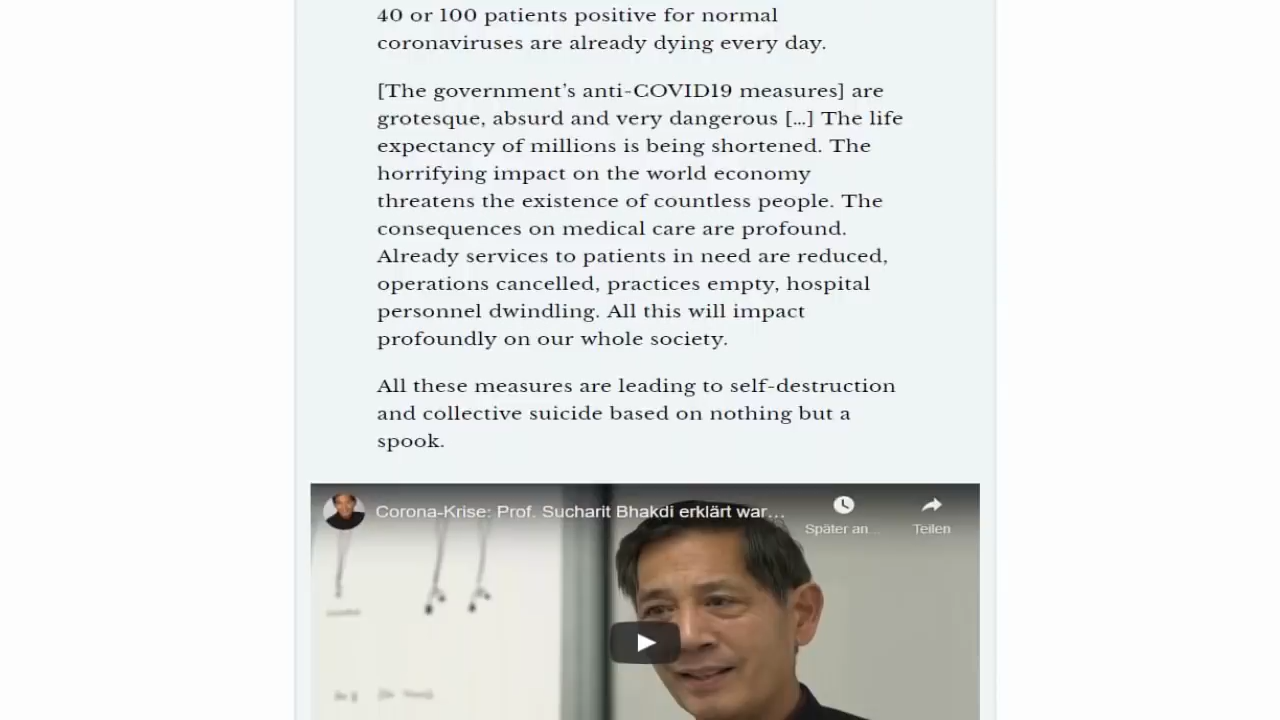 40 or 100 patients positive for normal
coronaviruses are already dying every day.
[The government’s anti-COVID19 measures] are
grotesque, absurd and very dangerous […] The life
expectancy of millions is being shortened. The
horrifying impact on the world economy
threatens the existence of countless people. The
consequences on medical care are profound.
Already services to patients in need are reduced,
operations cancelled, practices empty, hospital
personnel dwindling. All this will impact
profoundly on our whole society.
All these measures are leading to self-destruction
and collective suicide based on nothing but a
spook.
Corona-Krise: Prof. Sucharit Bhakdi erklärt war…
Später an…
Teilen